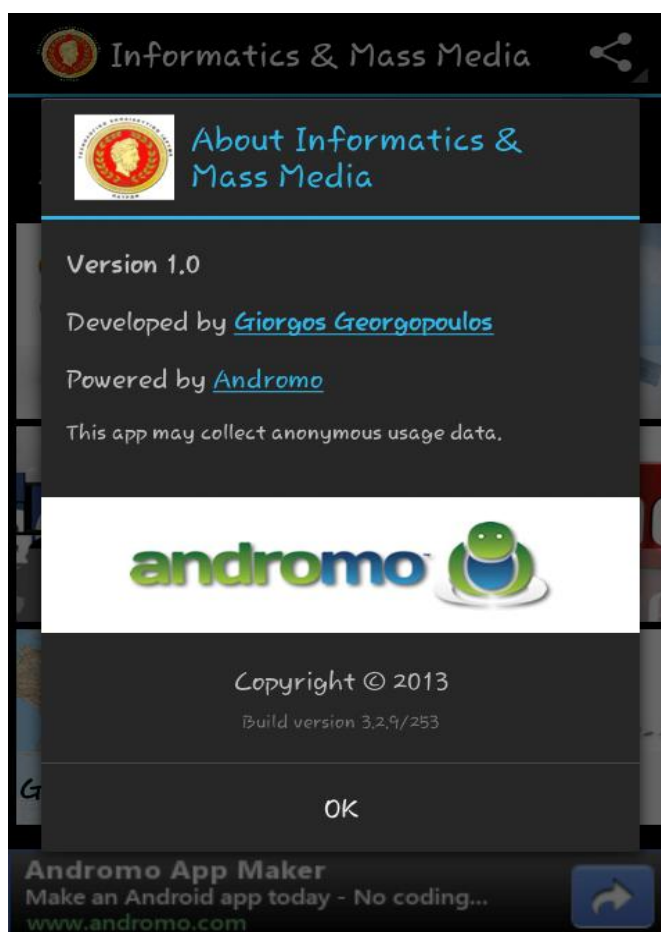 Informatics & Mass Media
About Informatics &
Mass Media
Version 1.0
Developed by Giorgos Georgopoulos
Powered by Andromo
This app may collect anonymous usage data.
andromo
Copyright © 2013
Build version 3.2.9/253
G
OK
Andromo App Maker
Make an Android app today - No coding...
www.andromo.com